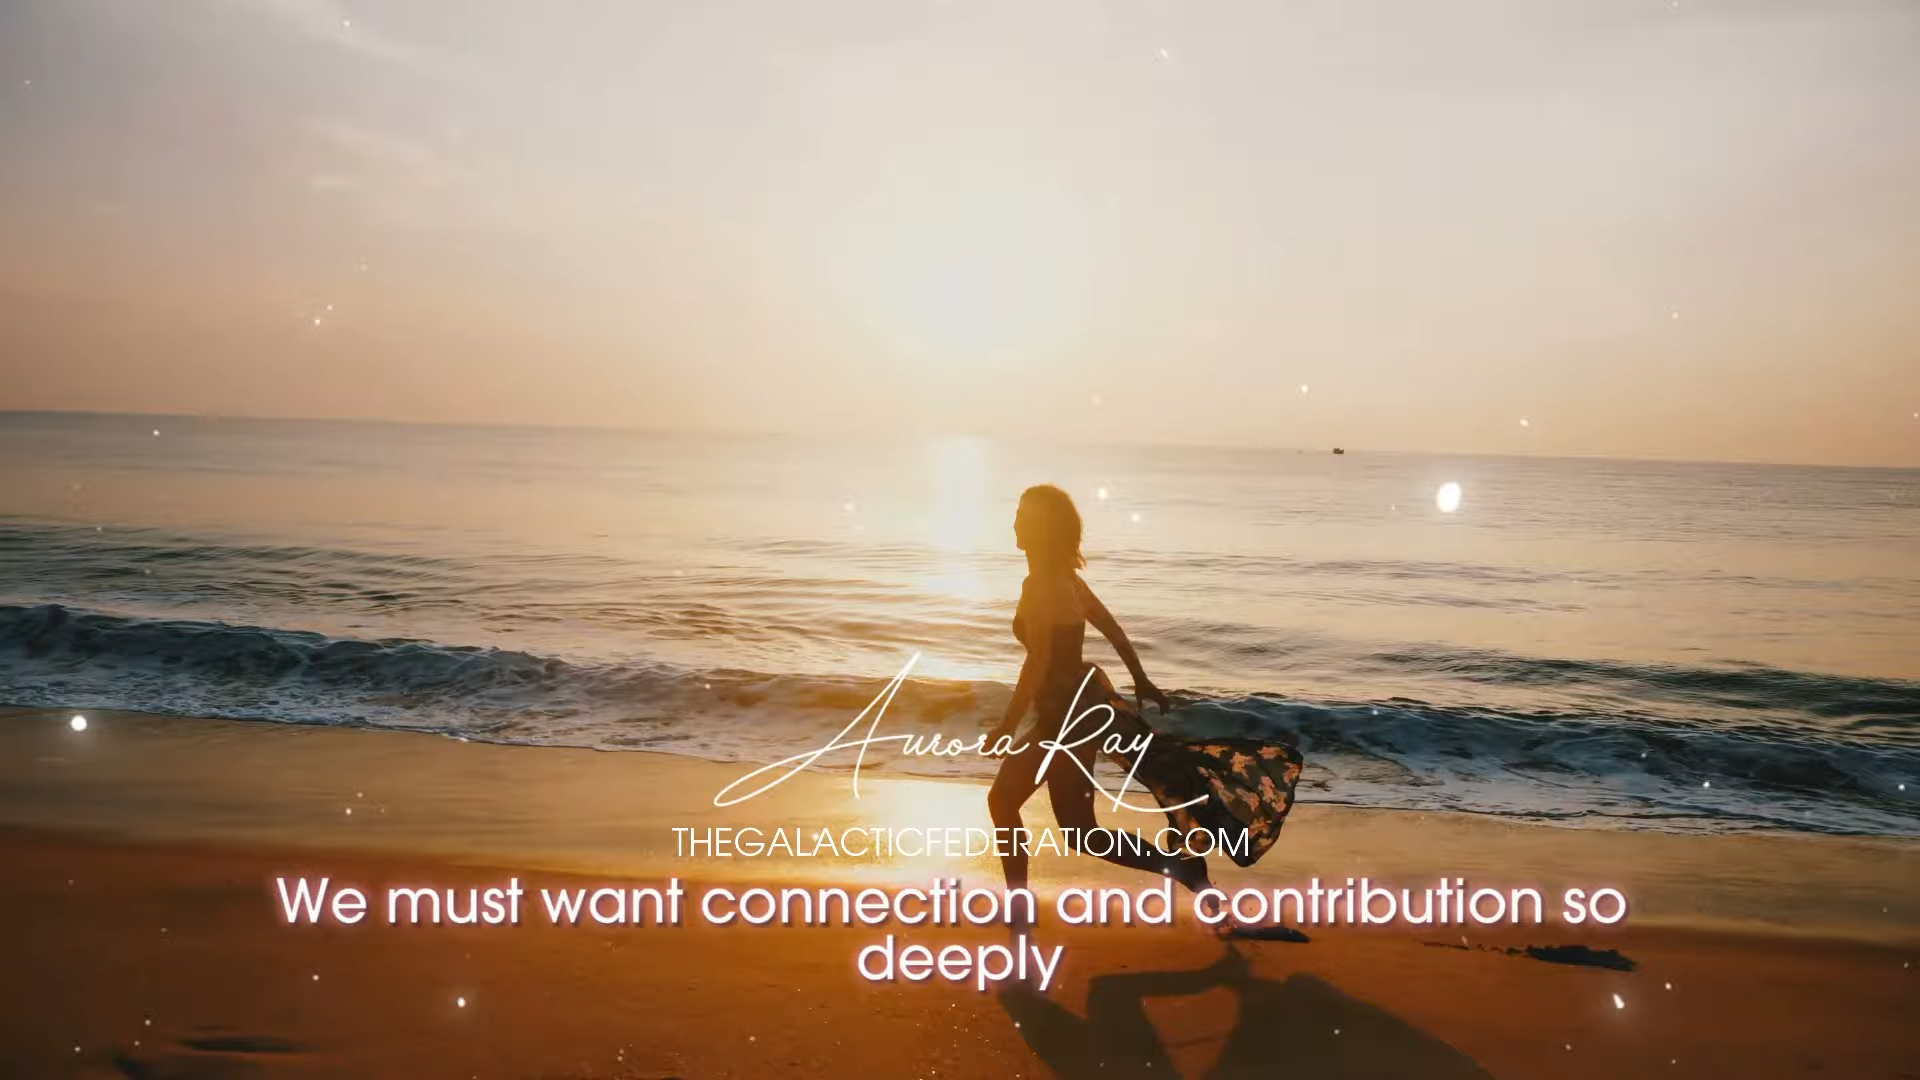 Aurora Ray
THEGALACTICFEDERATION.COM
We must want connection and contribution so
deeply